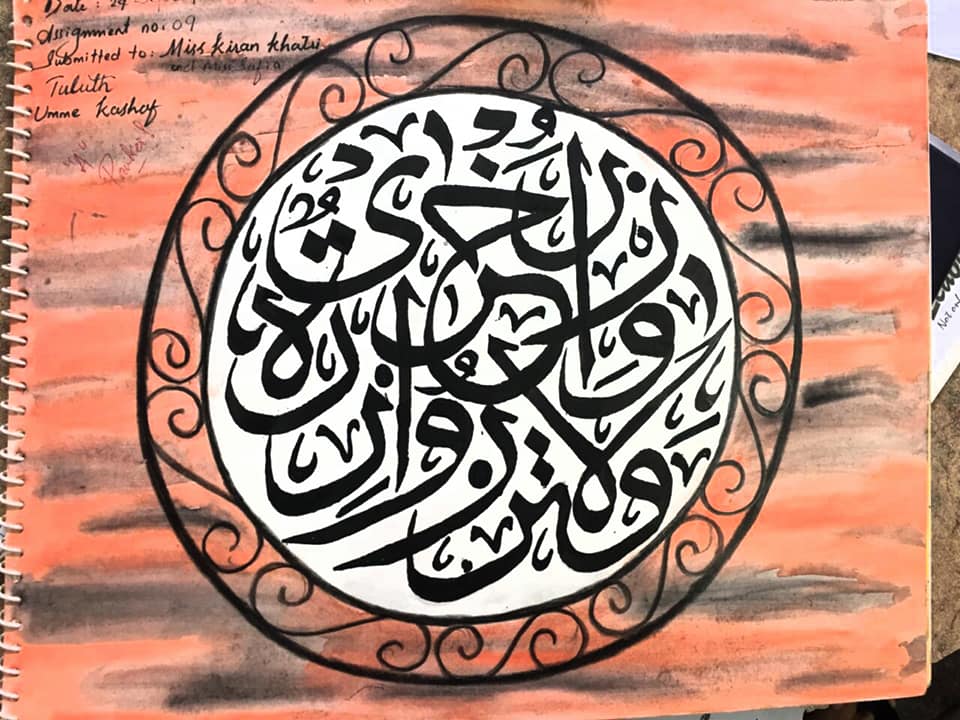 Date : 24
Assignment no. 09
Submitted to: Miss Kiran Khatri
and Miss Safia
Tuluth
Umme Kashaf
ولا تزر وازرة وزر أخرى